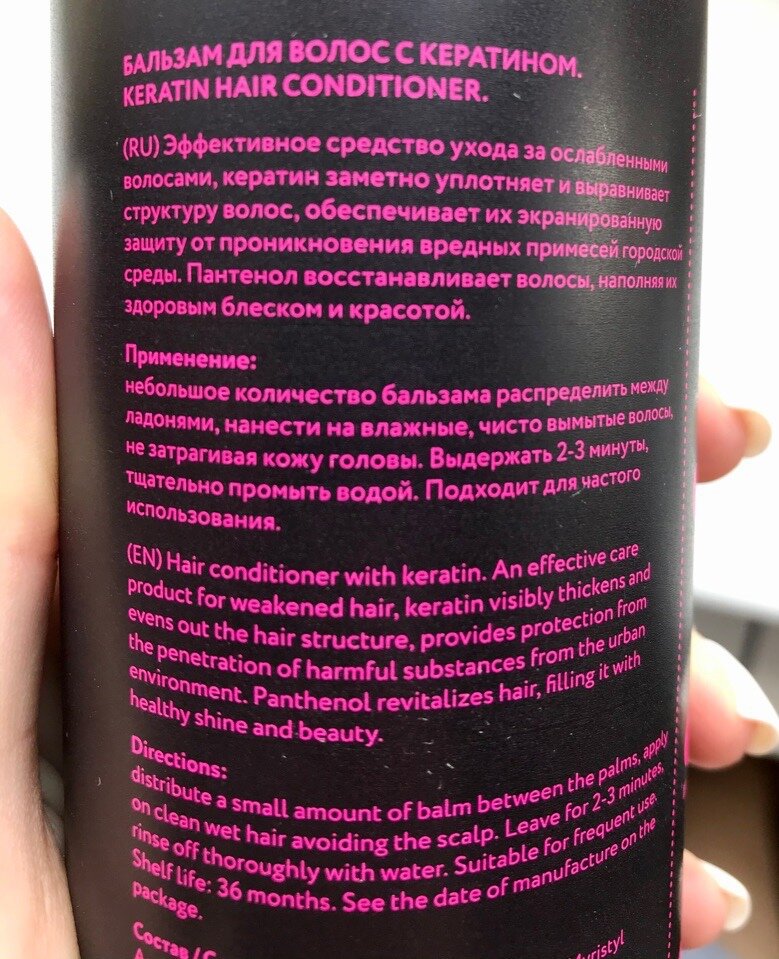 БАЛЬЗАМ ДЛЯ ВОЛОС С КЕРАТИНОМ.
KERATIN HAIR CONDITIONER.
(RU) Эффективное средство ухода за ослабленными
волосами, кератин заметно уплотняет и выравнивает
структуру волос, обеспечивает их экранированную
защиту от проникновения вредных примесей городской
среды. Пантенол восстанавливает волосы, наполняя их
здоровым блеском и красотой.
Применение:
небольшое количество бальзама распределить между
ладонями, нанести на влажные, чисто вымытые волосы,
не затрагивая кожу головы. Выдержать 2-3 минуты,
тщательно промыть водой. Подходит для частого
использования.
(EN) Hair conditioner with keratin. An effective care
product for weakened hair, keratin visibly thickens and
evens out the hair structure, provides protection from
the penetration of harmful substances from the urban
environment. Panthenol revitalizes hair, filling it with
healthy shine and beauty.
Directions:
distribute a small amount of balm between the palms, apply
on clean wet hair avoiding the scalp. Leave for 2-3 minutes,
rinse off thoroughly with water. Suitable for frequent use.
Shelf life: 36 months. See the date of manufacture on the
package.
Состав /
Myristyl